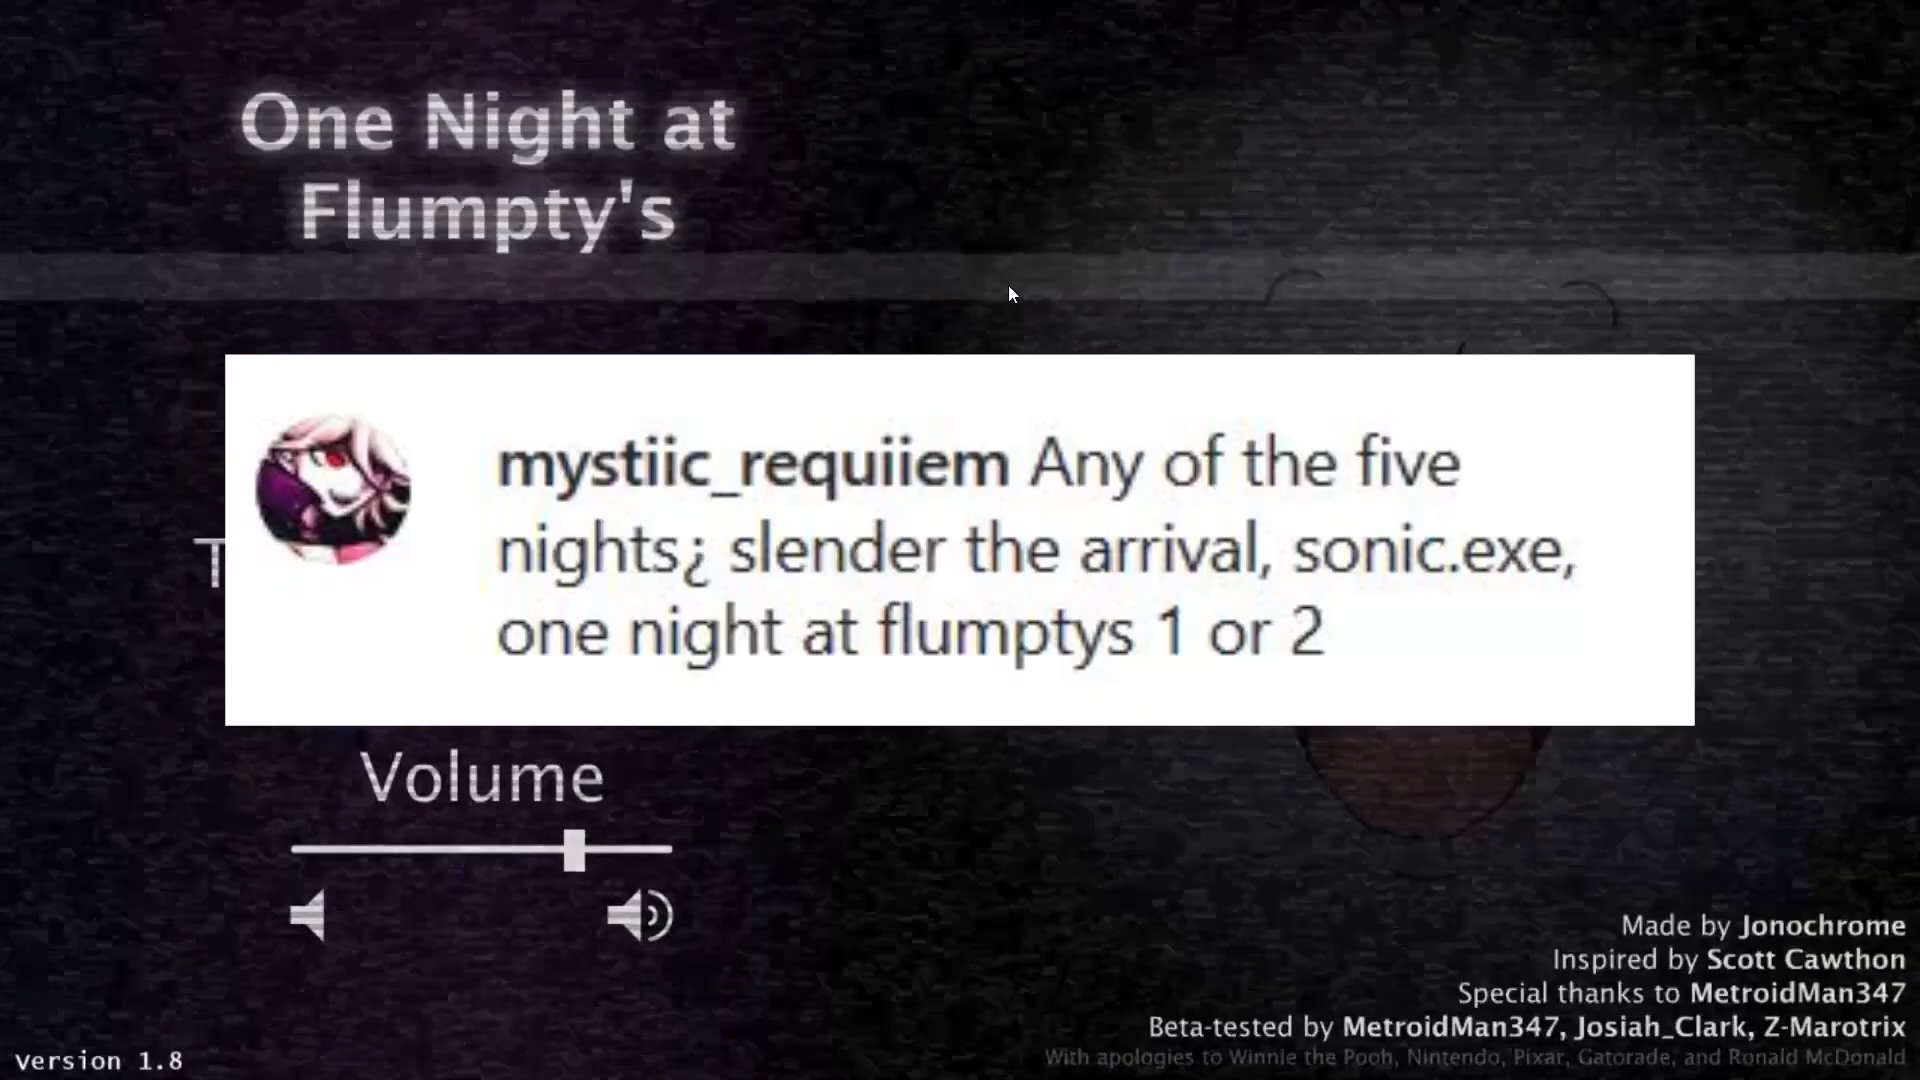 One Night at
Flumpty's
mystiic_requiiem Any of the five
nights¿ slender the arrival, sonic.exe,
one night at flumptys 1 or 2
Volume
Made by Jonochrome
Inspired by Scott Cawthon
Special thanks to MetroidMan347
Beta-tested by MetroidMan347, Josiah_Clark, Z-Marotrix
With apologies to Winnie the Pooh, Nintendo, Pixar, Gatorade, and Ronald McDonald
version 1.8